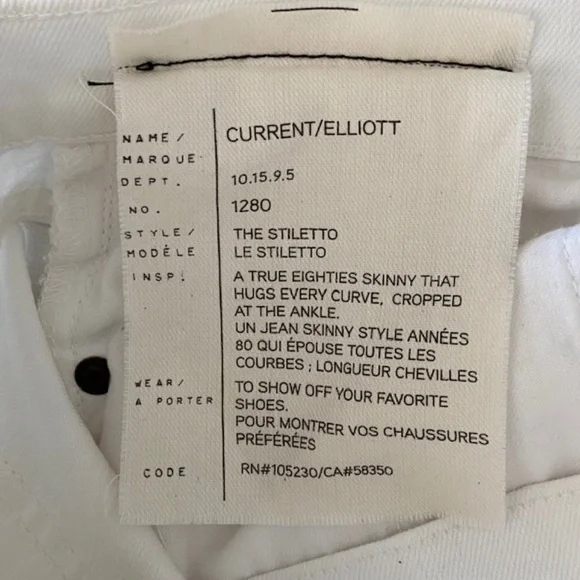 NAME/ CURRENT/ELLIOTT
MARQUE
DEPT. 10.15.9.5
NO. 1280
STYLE/ THE STILETTO
MODÈLE LE STILETTO
INSP. A TRUE EIGHTIES SKINNY THAT
HUGS EVERY CURVE, CROPPED
AT THE ANKLE.
UN JEAN SKINNY STYLE ANNÉES
80 QUI ÉPOUSE TOUTES LES
COURBES ; LONGUEUR CHEVILLES
WEAR/ TO SHOW OFF YOUR FAVORITE
A PORTER SHOES.
POUR MONTRER VOS CHAUSSURES
PRÉFÉRÉES
CODE RN#105230/CA#58350